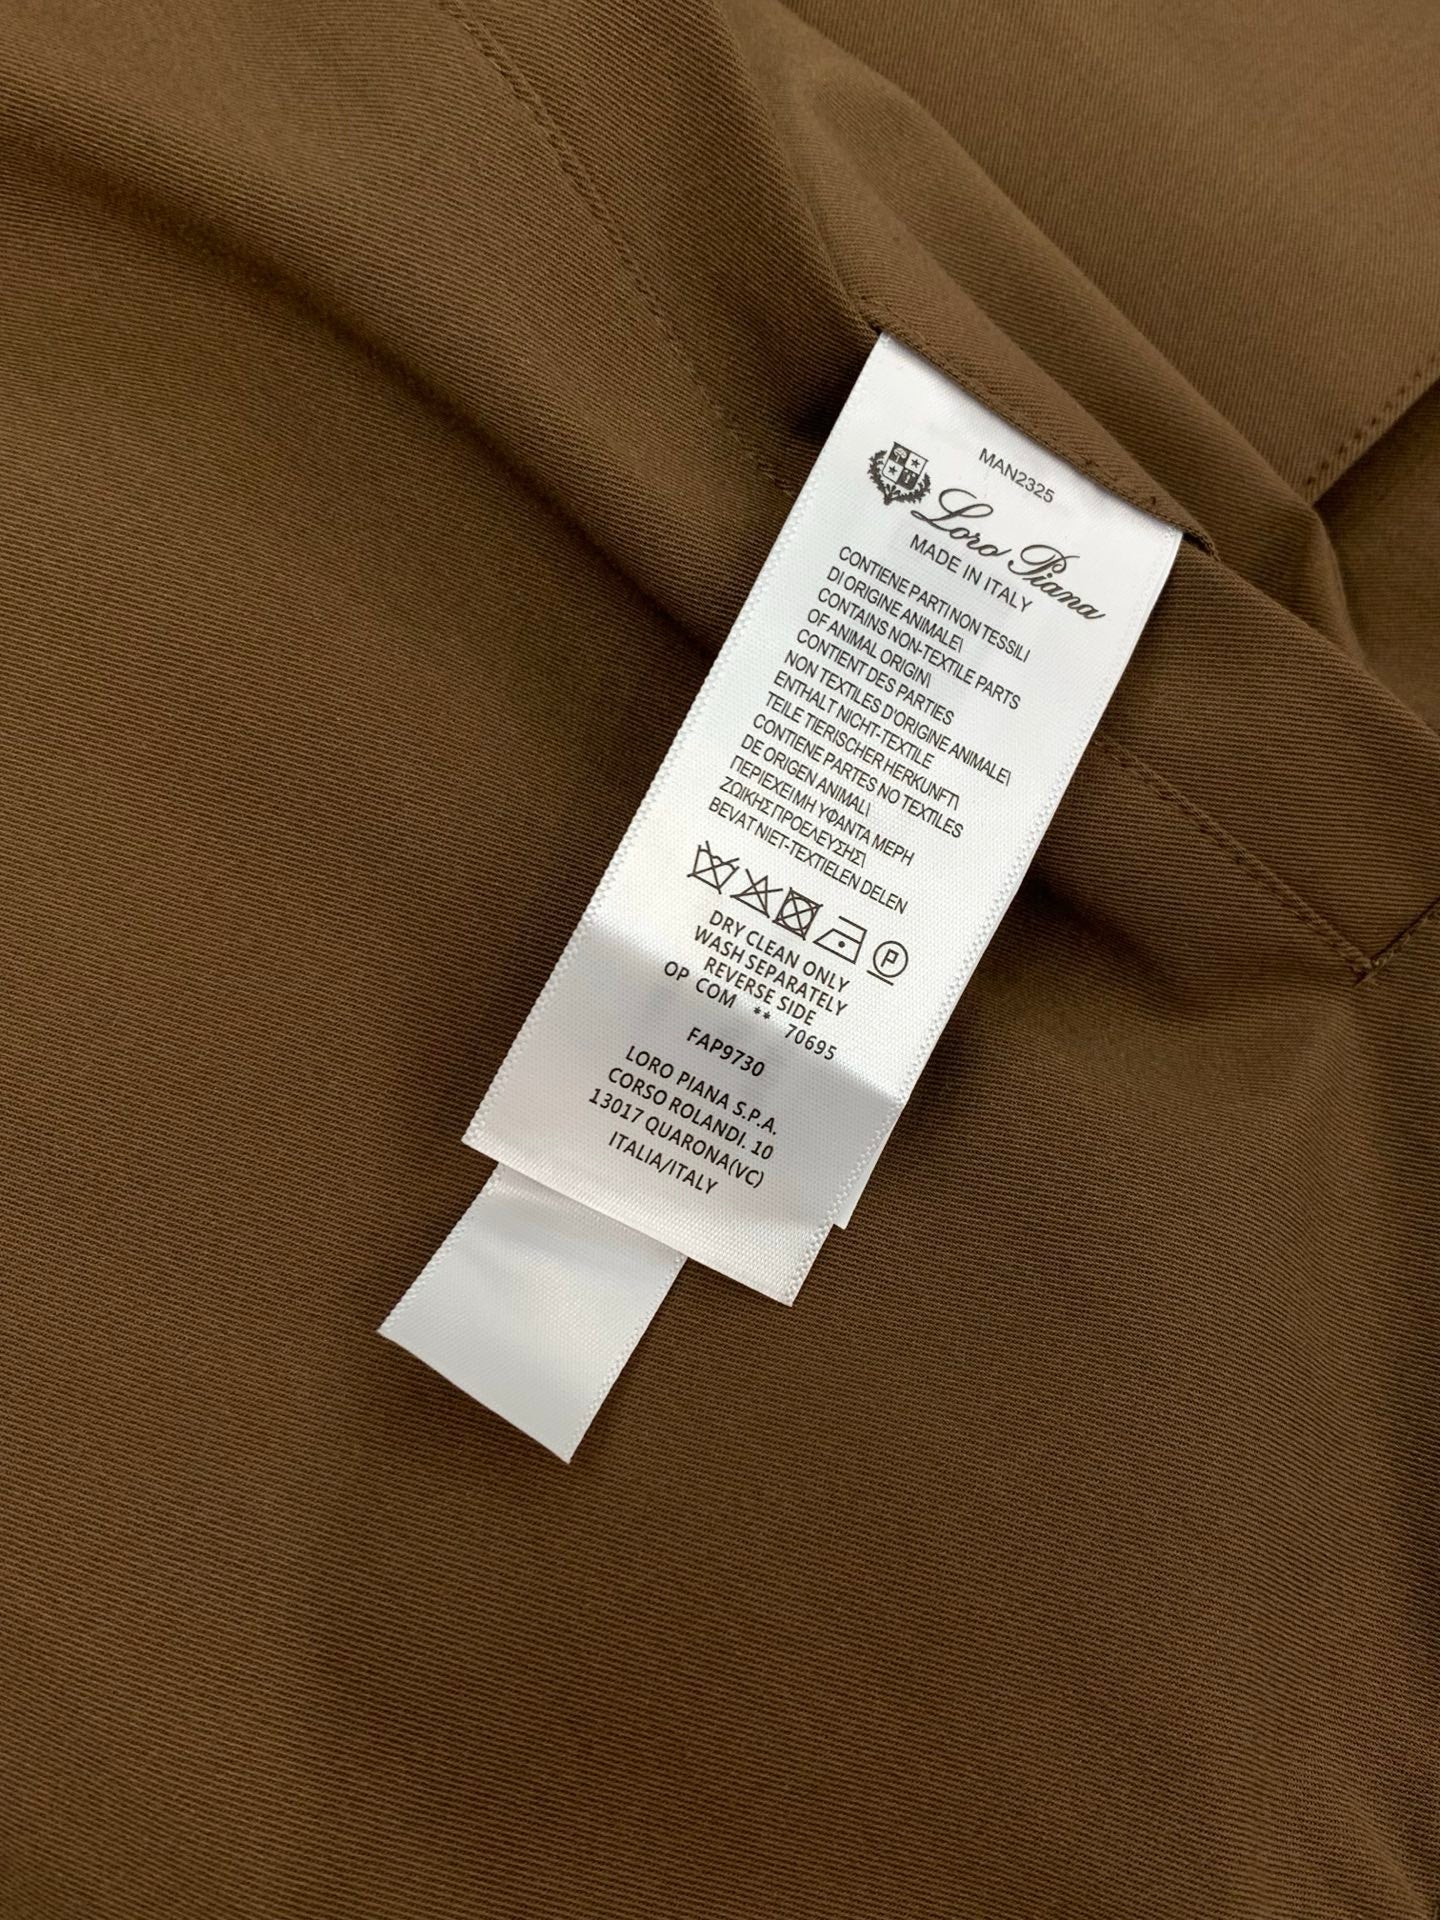 MAN2325
Loro Piana
MADE IN ITALY
CONTIENE PARTI NON TESSILI
DI ORIGINE ANIMALE\
CONTAINS NON-TEXTILE PARTS
OF ANIMAL ORIGIN\
CONTIENT DES PARTIES
NON TEXTILES D'ORIGINE ANIMALE\
ENTHALT NICHT-TEXTILE
TEILE TIERISCHER HERKUNFT\
CONTIENE PARTES NO TEXTILES
DE ORIGEN ANIMAL\
ΠΕΡΙΕΧΕΙ ΜΗ ΥΦΑΝΤΑ ΜΕΡΗ
ΖΩΙΚΗΣ ΠΡΟΕΛΕΥΣΗΣ\
BEVAT NIET-TEXTIELEN DELEN
P
DRY CLEAN ONLY
WASH SEPARATELY
REVERSE SIDE
OP COM ** 70695
FAP9730
LORO PIANA S.P.A.
CORSO ROLANDI. 10
13017 QUARONA(VC)
ITALIA/ITALY